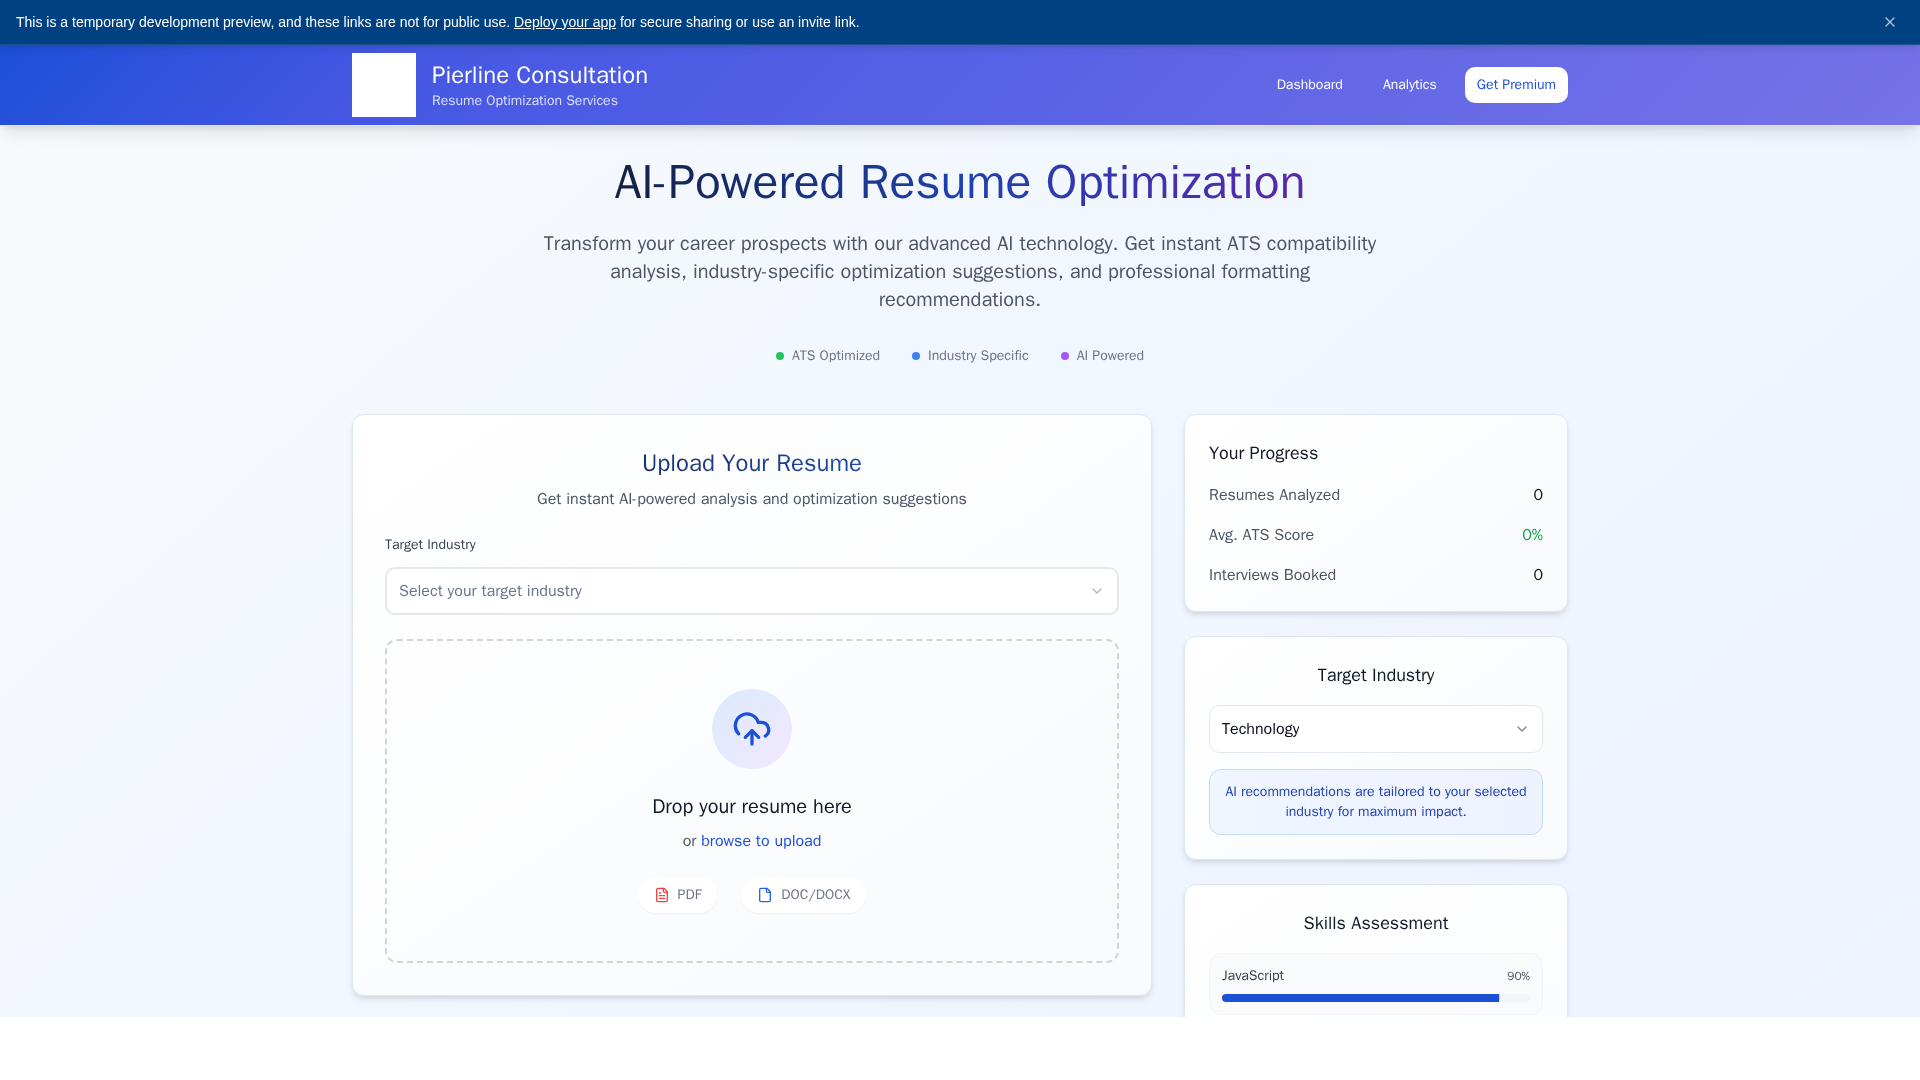 This is a temporary development preview, and these links are not for public use. Deploy your app for secure sharing or use an invite link.
Pierline Consultation
Resume Optimization Services
Dashboard
Analytics
Get Premium
AI-Powered Resume Optimization
Transform your career prospects with our advanced AI technology. Get instant ATS compatibility
analysis, industry-specific optimization suggestions, and professional formatting
recommendations.
ATS Optimized
Industry Specific
AI Powered
Upload Your Resume
Get instant AI-powered analysis and optimization suggestions
Target Industry
Select your target industry
Drop your resume here
or browse to upload
PDF
DOC/DOCX
Your Progress
Resumes Analyzed 0
Avg. ATS Score 0%
Interviews Booked 0
Target Industry
Technology
AI recommendations are tailored to your selected
industry for maximum impact.
Skills Assessment
JavaScript 90%